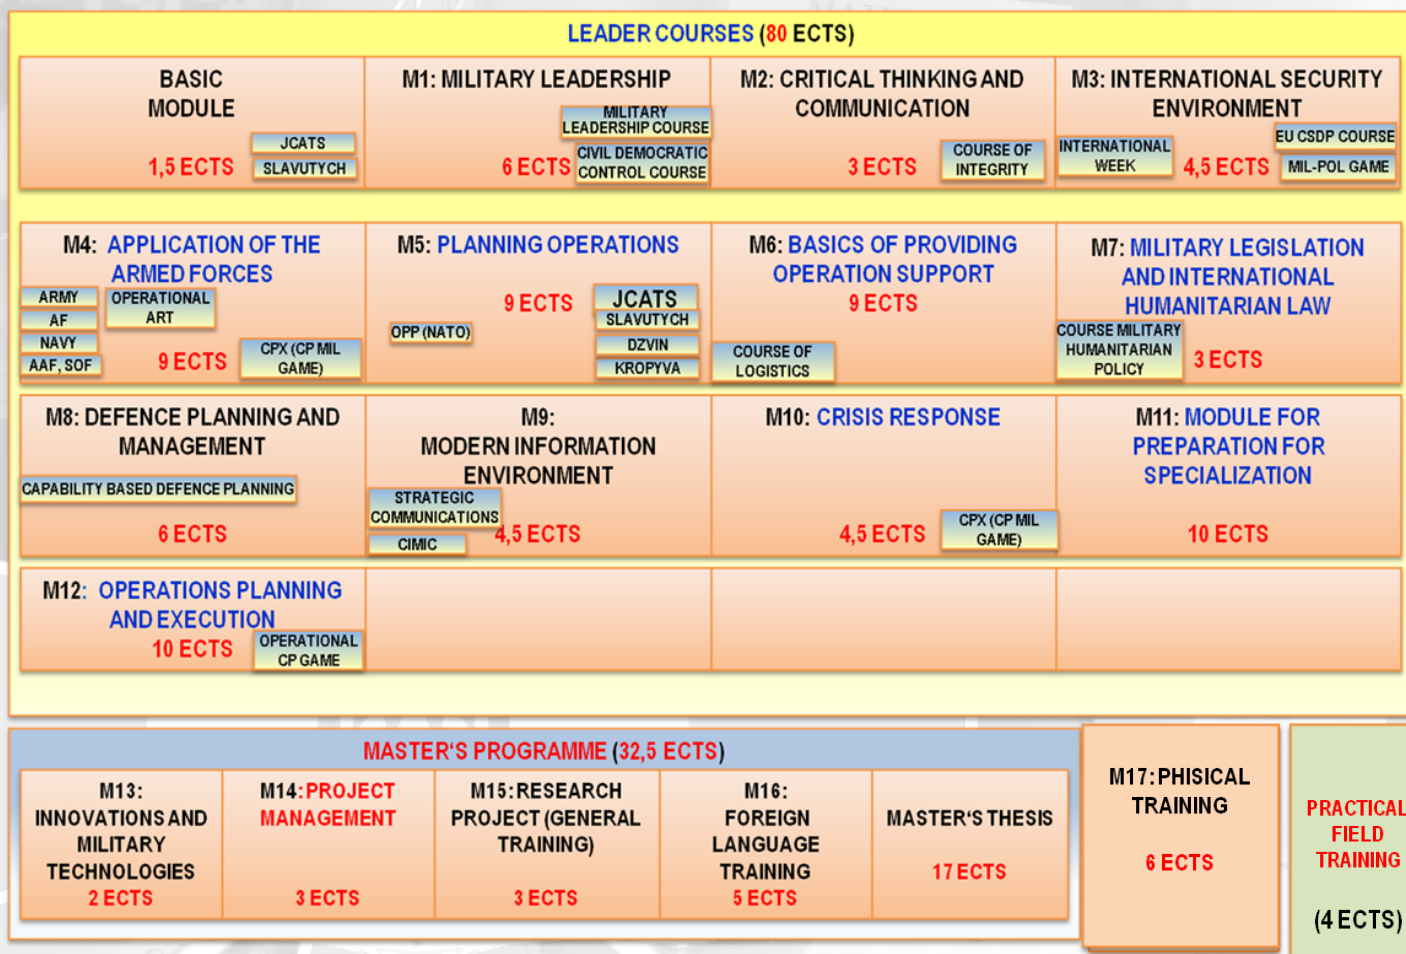 LEADER COURSES (80 ECTS)
BASIC
MODULE
JCATS
1,5 ECTS
SLAVUTYCH
M1: MILITARY LEADERSHIP
MILITARY
LEADERSHIP COURSE
6 ECTS
CIVIL DEMOCRATIC
CONTROL COURSE
M2: CRITICAL THINKING AND
COMMUNICATION
3 ECTS
COURSE OF
INTEGRITY
M3: INTERNATIONAL SECURITY
ENVIRONMENT
EU CSDP COURSE
INTERNATIONAL
WEEK
4,5 ECTS
MIL-POL GAME
M4: APPLICATION OF THE
ARMED FORCES
ARMY
AF
NAVY
AAF, SOF
OPERATIONAL
ART
9 ECTS
CPX (CP MIL
GAME)
M5: PLANNING OPERATIONS
9 ECTS
OPP (NATO)
JCATS
SLAVUTYCH
DZVIN
KROPYVA
M6: BASICS OF PROVIDING
OPERATION SUPPORT
9 ECTS
COURSE OF
LOGISTICS
M7: MILITARY LEGISLATION
AND INTERNATIONAL
HUMANITARIAN LAW
COURSE MILITARY
HUMANITARIAN
POLICY
3 ECTS
M8: DEFENCE PLANNING AND
MANAGEMENT
CAPABILITY BASED DEFENCE PLANNING
6 ECTS
M9:
MODERN INFORMATION
ENVIRONMENT
STRATEGIC
COMMUNICATIONS
4,5 ECTS
CIMIC
M10: CRISIS RESPONSE
4,5 ECTS
CPX (CP MIL
GAME)
M11: MODULE FOR
PREPARATION FOR
SPECIALIZATION
10 ECTS
M12: OPERATIONS PLANNING
AND EXECUTION
10 ECTS
OPERATIONAL
CP GAME
MASTER'S PROGRAMME (32,5 ECTS)
M13:
INNOVATIONS AND
MILITARY
TECHNOLOGIES
2 ECTS
M14: PROJECT
MANAGEMENT
3 ECTS
M15: RESEARCH
PROJECT (GENERAL
TRAINING)
3 ECTS
M16:
FOREIGN
LANGUAGE
TRAINING
5 ECTS
MASTER'S THESIS
17 ECTS
M17: PHISICAL
TRAINING
6 ECTS
PRACTICAL
FIELD
TRAINING
(4 ECTS)